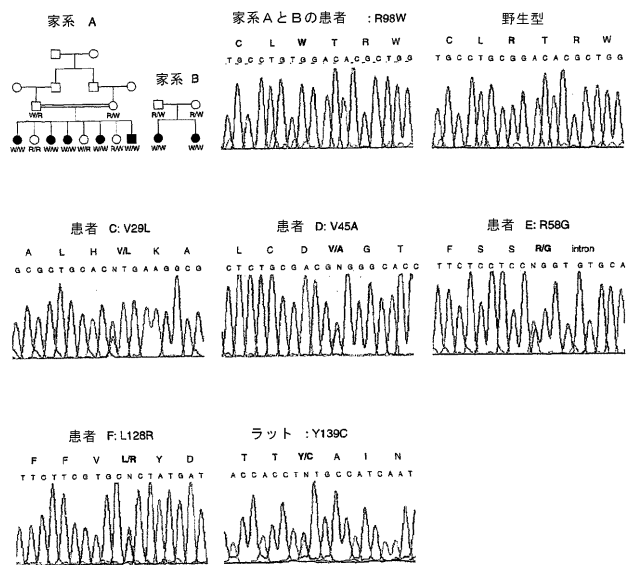 家系 A
家系 B
W/R R/W
W/W R/R W/W W/W W/R W/W R/W W/W
R/W R/W
W/W W/W
家系AとBの患者 : R98W
C L W T R W
T G C C T G T G G A C A C G C T G G
野生型
C L R T R W
T G C C T G C G G A C A C G C T G G
患者 C: V29L
A L H V/L K A
G C G C T G C A C N T G A A G G C G
患者 D: V45A
L C D V/A G T
C T C T G C G A C G N G G G C A C C
患者 E: R58G
F S S R/G intron
T T C T C C T C C N G G T G T G C A
患者 F: L128R
F F V L/R Y D
T T C T T C G T G C N C T A T G A T
ラット : Y139C
T T Y/C A I N
A C C A C C T N T G C C A T C A A T